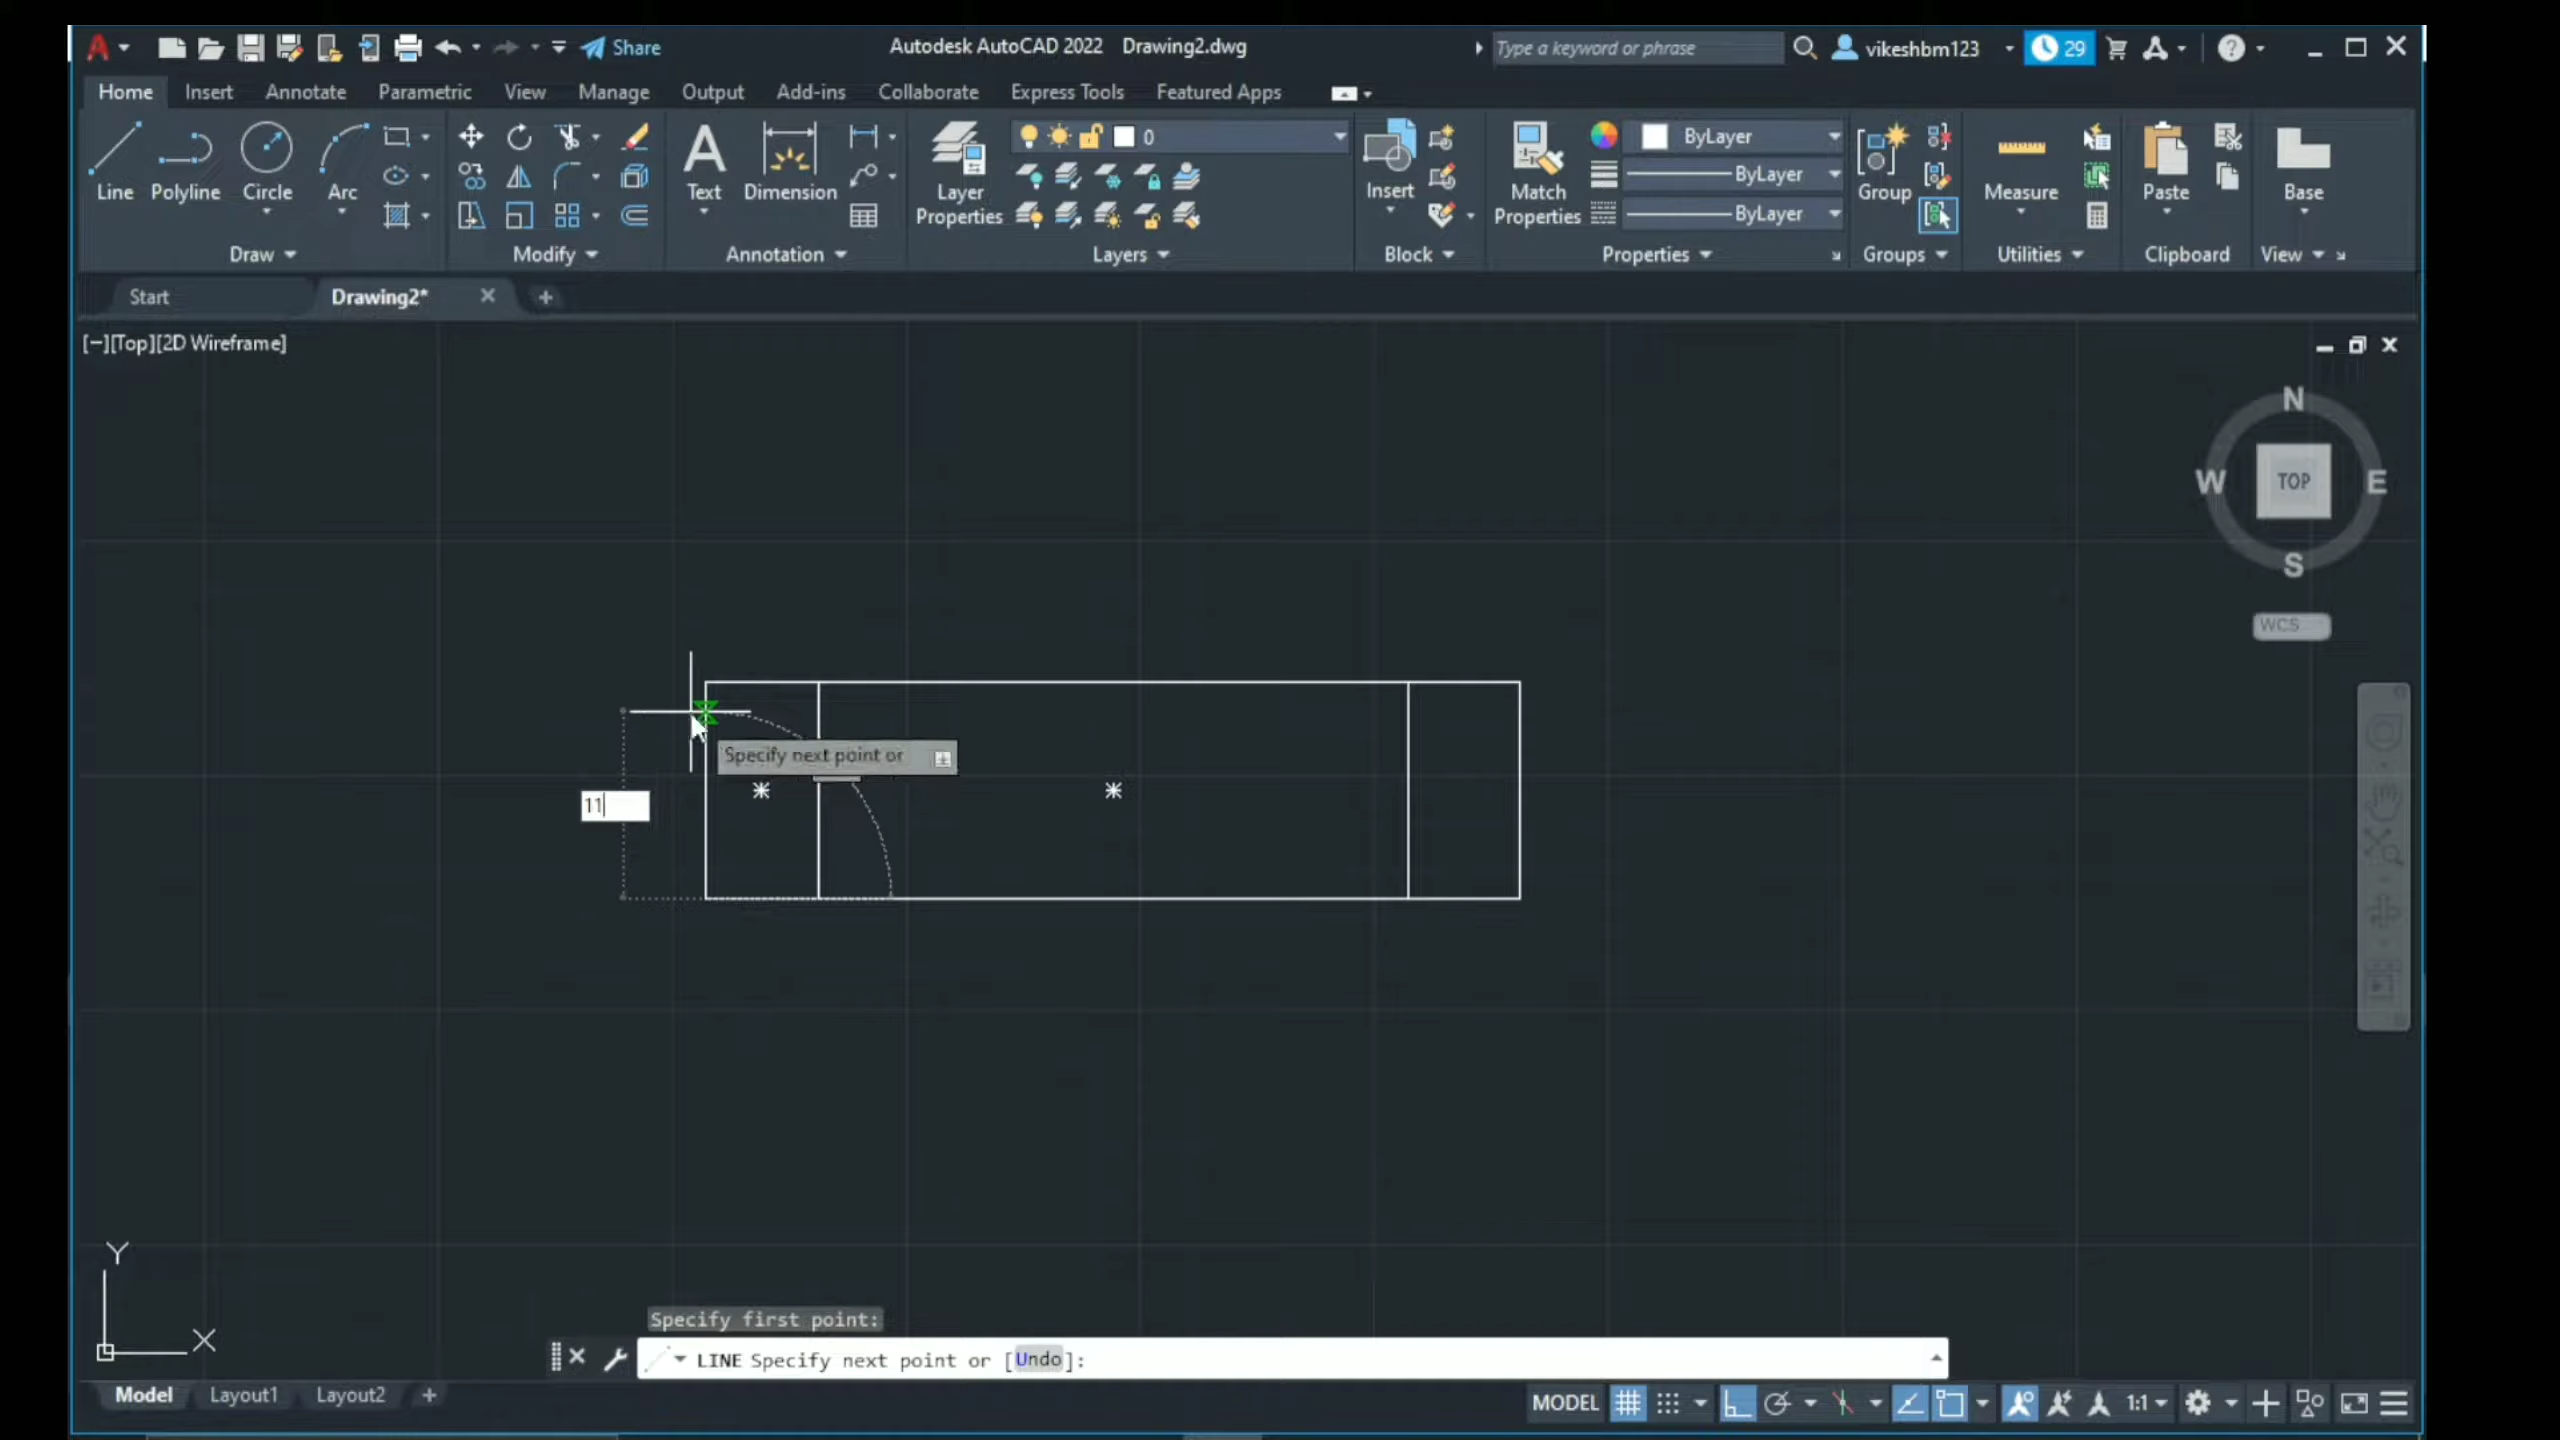 A Share Autodesk AutoCAD 2022 Drawing2.dwg Type a keyword or phrase vikeshbm123 29
Home Insert Annotate Parametric View Manage Output Add-ins Collaborate Express Tools Featured Apps
0 ByLayer
ByLayer
ByLayer
Line Polyline Circle Arc Text Dimension Layer Properties Insert Match Properties Group Measure Paste Base
Draw Modify Annotation Layers Block Properties Groups Utilities Clipboard View
Start Drawing2* +
[−][Top][2D Wireframe]
N
W TOP E
S
WCS
Specify next point or
11
Y
X
Specify first point:
LINE Specify next point or [Undo]:
Model Layout1 Layout2 +
MODEL 1:1